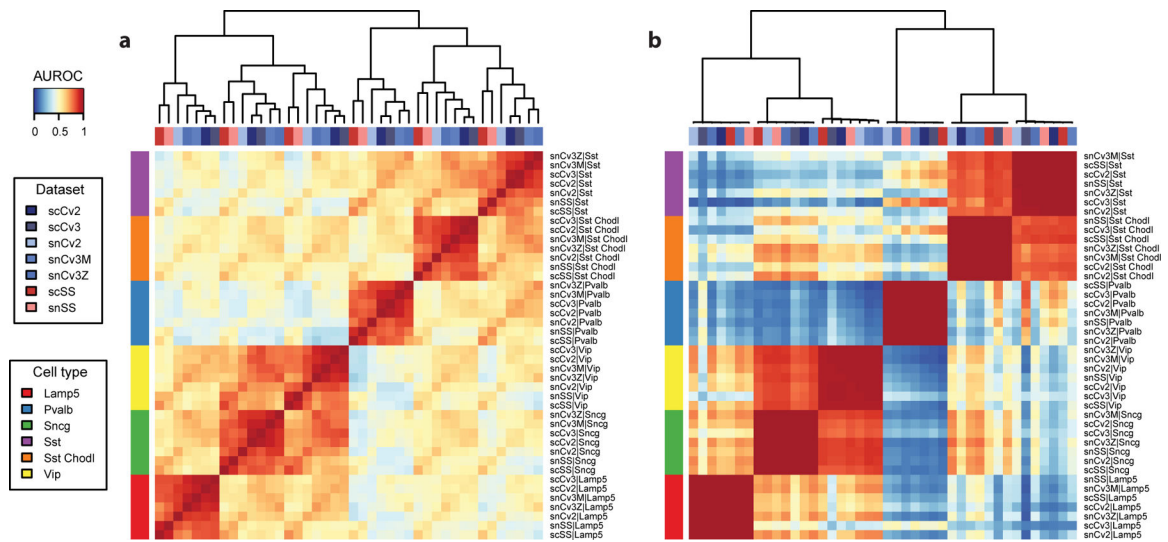 a
b
AUROC
0 0.5 1
Dataset
scCv2
scCv3
snCv2
snCv3M
snCv3Z
scSS
snSS
Cell type
Lamp5
Pvalb
Sncg
Sst
Sst Chodl
Vip
snCv3Z|Sst
snCv3M|Sst
scCv3|Sst
scCv2|Sst
snCv2|Sst
snSS|Sst
scSS|Sst
scCv3|Sst Chodl
scCv2|Sst Chodl
snCv3M|Sst Chodl
snCv3Z|Sst Chodl
snCv2|Sst Chodl
snSS|Sst Chodl
scSS|Sst Chodl
snCv3Z|Pvalb
snCv3M|Pvalb
scCv3|Pvalb
scCv2|Pvalb
snCv2|Pvalb
snSS|Pvalb
scSS|Pvalb
scCv3|Vip
scCv2|Vip
snCv3M|Vip
snCv3Z|Vip
snCv2|Vip
snSS|Vip
scSS|Vip
snCv3Z|Sncg
snCv3M|Sncg
scCv3|Sncg
scCv2|Sncg
snCv2|Sncg
snSS|Sncg
scSS|Sncg
scCv3|Lamp5
scCv2|Lamp5
snCv3M|Lamp5
snCv3Z|Lamp5
snCv2|Lamp5
snSS|Lamp5
scSS|Lamp5
snCv3M|Sst
scSS|Sst
scCv2|Sst
snSS|Sst
snCv3Z|Sst
scCv3|Sst
snCv2|Sst
snSS|Sst Chodl
scCv3|Sst Chodl
scSS|Sst Chodl
snCv3Z|Sst Chodl
snCv3M|Sst Chodl
scCv2|Sst Chodl
snCv2|Sst Chodl
scSS|Pvalb
scCv3|Pvalb
scCv2|Pvalb
snCv3M|Pvalb
snSS|Pvalb
snCv3Z|Pvalb
snCv2|Pvalb
snCv3Z|Vip
snCv3M|Vip
snCv2|Vip
snSS|Vip
scCv2|Vip
scCv3|Vip
scSS|Vip
snCv3M|Sncg
scCv2|Sncg
scCv3|Sncg
snCv3Z|Sncg
snSS|Sncg
snCv2|Sncg
scSS|Sncg
snSS|Lamp5
snCv3M|Lamp5
scSS|Lamp5
scCv2|Lamp5
snCv3Z|Lamp5
scCv3|Lamp5
snCv2|Lamp5